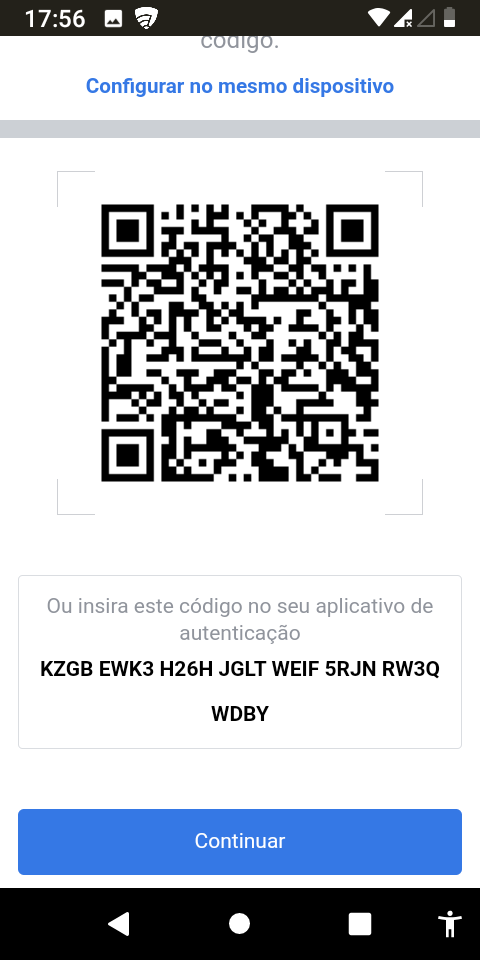 17:56
código.
Configurar no mesmo dispositivo
Ou insira este código no seu aplicativo de
autenticação
KZGB EWK3 H26H JGLT WEIF 5RJN RW3Q
WDBY
Continuar